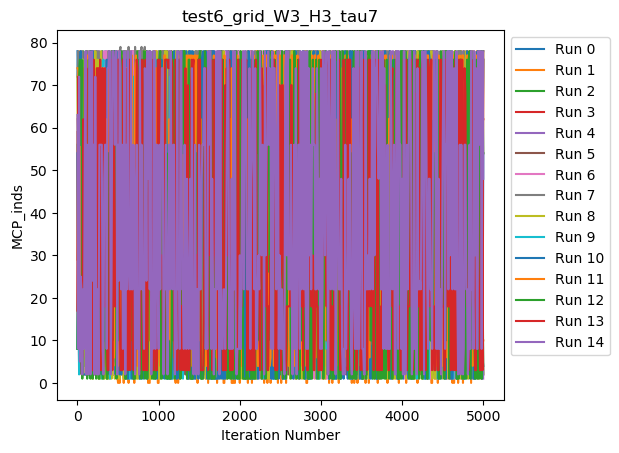 test6_grid_W3_H3_tau7
80
70
60
50
40
30
20
10
0
MCP_inds
0 1000 2000 3000 4000 5000
Iteration Number
Run 0
Run 1
Run 2
Run 3
Run 4
Run 5
Run 6
Run 7
Run 8
Run 9
Run 10
Run 11
Run 12
Run 13
Run 14